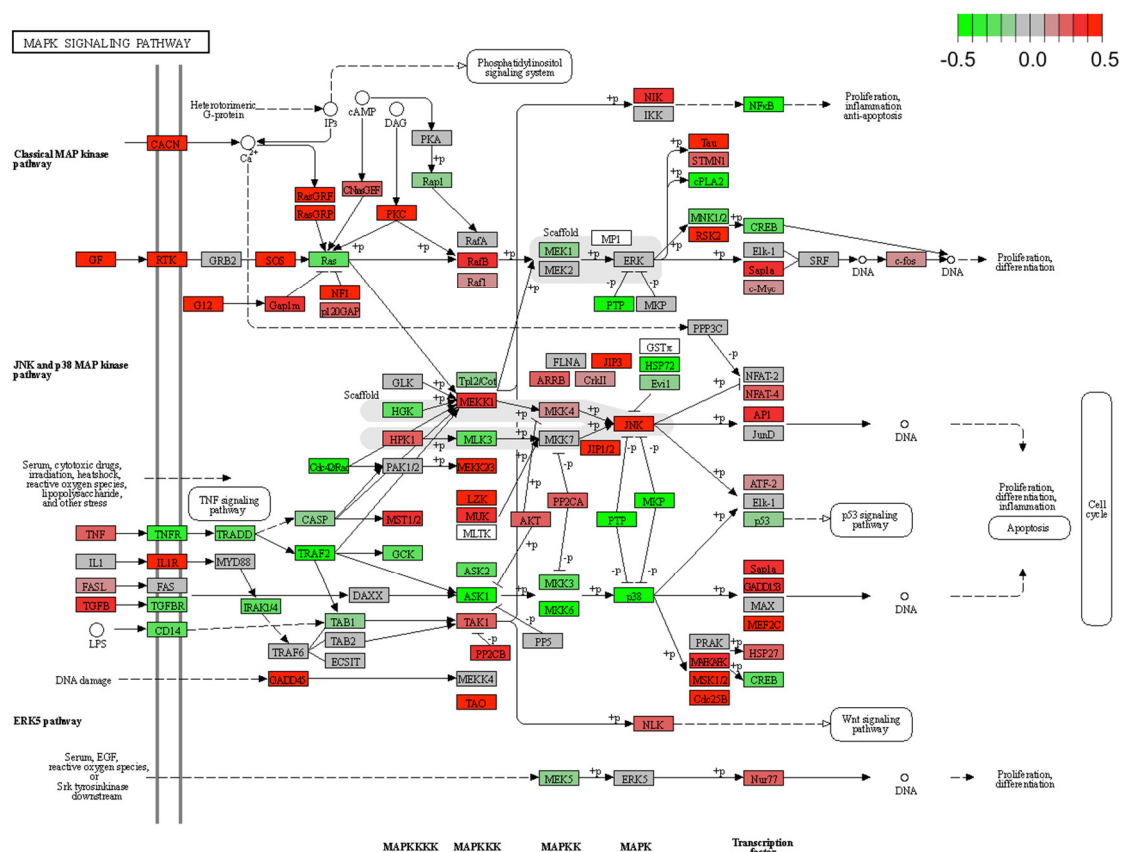 MAPK SIGNALING PATHWAY
-0.5 0.0 0.5
Phosphatidylinositol
signaling system
Heterotorimeric
G-protein
IP3
cAMP
DAG
Ca2+
CACN
Classical MAP kinase
pathway
PKA
+p
Rap1
RasGRF
RasGRP
CNasGEF
PKC
+p
+p
NIK
IKK
+p
NFκB
Proliferation,
inflammation
anti-apoptosis
Tau
STMN1
cPLA2
+p
+p
MNK1/2
+p
RSK2
CREB
GF
RTK
GRB2
SOS
Ras
RafA
RafB
Raf1
+p
Scaffold
MP1
MEK1
MEK2
+p
ERK
+p
+p
Elk-1
Sap1a
c-Myc
SRF
DNA
c-fos
DNA
Proliferation,
differentiation
G12
Gap1m
NF1
p120GAP
PTP
MKP
-p
-p
PPP3C
-p
JNK and p38 MAP kinase
pathway
GLK
Tpl2/Cot
FLNA
JIP3
GSTπ
HSP72
Evi1
ARRB
CrkII
NFAT-2
NFAT-4
Scaffold
HGK
MEKK1
MKK4
JNK
AP1
JunD
DNA
HPK1
MLK3
MKK7
JIP1/2
+p
+p
+p
Cdc42/Rac
PAK1/2
+p
MEKK2/3
Serum, cytotoxic drugs,
irradiation, heatshock,
reactive oxygen species,
lipopolysaccharide,
and other stress
TNF signaling
pathway
LZK
MUK
MLTK
PP2CA
AKT
-p
-p
PTP
MKP
-p
-p
ATF-2
Elk-1
p53
p53 signaling
pathway
Proliferation,
differentiation,
inflammation
Apoptosis
Cell
cycle
CASP
MST1/2
TNF
TNFR
TRADD
TRAF2
GCK
IL1
IL1R
MYD88
ASK2
MKK3
FASL
FAS
DAXX
ASK1
+p
MKK6
+p
p38
+p
Sap1a
GADD153
MAX
MEF2C
DNA
TGFB
TGFBR
IRAK1/4
TAB1
TAK1
LPS
CD14
TRAF6
TAB2
ECSIT
-p
PP2CB
PP5
-p
PRAK
MAPKAPK
MSK1/2
Cdc25B
+p
+p
+p
HSP27
CREB
DNA damage
GADD45
MEKK4
TAO
ERK5 pathway
+p
NLK
Wnt signaling
pathway
Serum, EGF,
reactive oxygen species,
or
Srk tyrosinkinase
downstream
MEK5
+p
ERK5
+p
Nur77
DNA
Proliferation,
differentiation
MAPKKKK MAPKKK MAPKK MAPK Transcription
factor